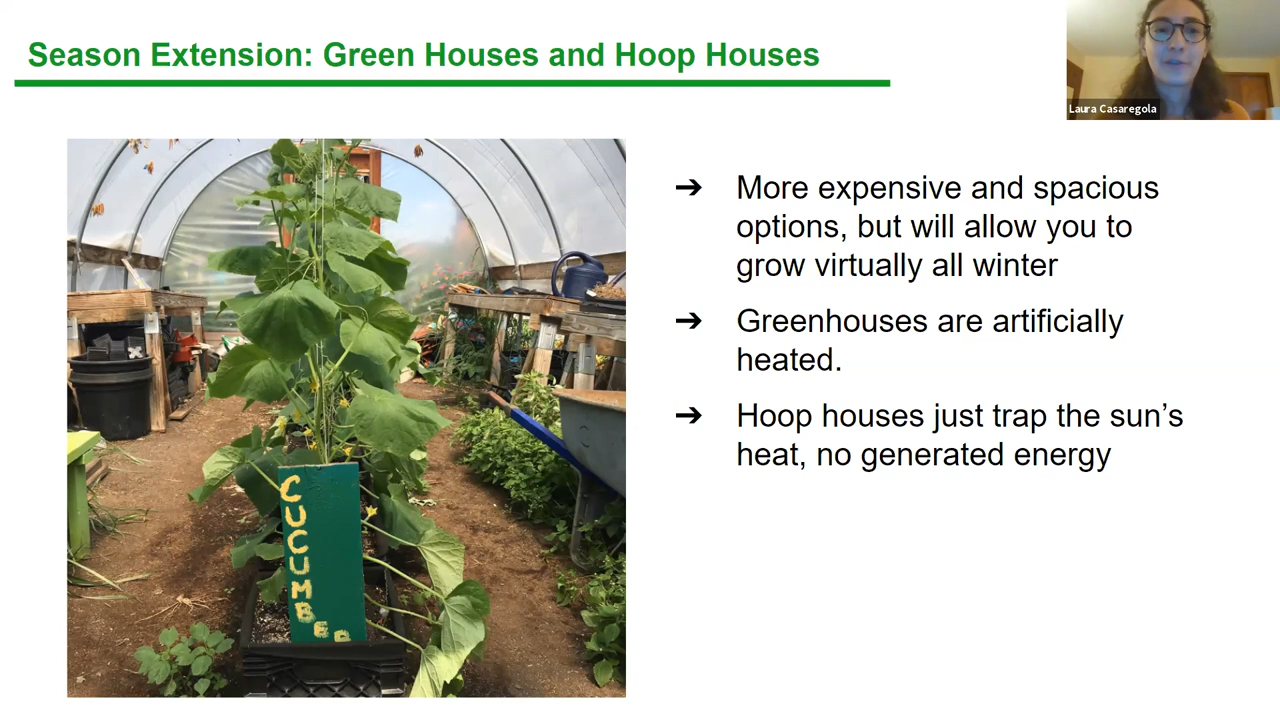 Season Extension: Green Houses and Hoop Houses
Laura Casaregola
➔ More expensive and spacious
options, but will allow you to
grow virtually all winter
➔ Greenhouses are artificially
heated.
➔ Hoop houses just trap the sun’s
heat, no generated energy
CUCUMBER